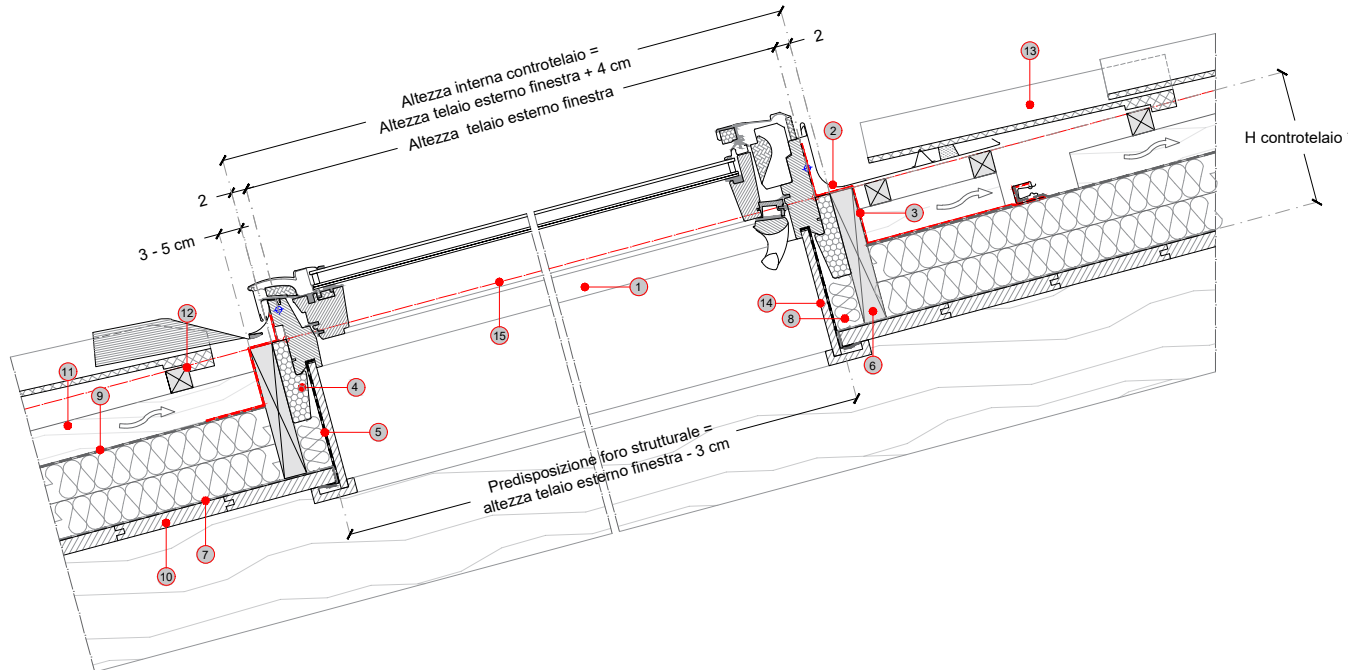 Altezza interna controtelaio =
Altezza telaio esterno finestra + 4 cm
Altezza telaio esterno finestra
2
2
3 - 5 cm
13
H controtelaio
2
3
1
15
12
14
8
6
11
9
4
5
Predisposizione foro strutturale =
altezza telaio esterno finestra - 3 cm
7
10